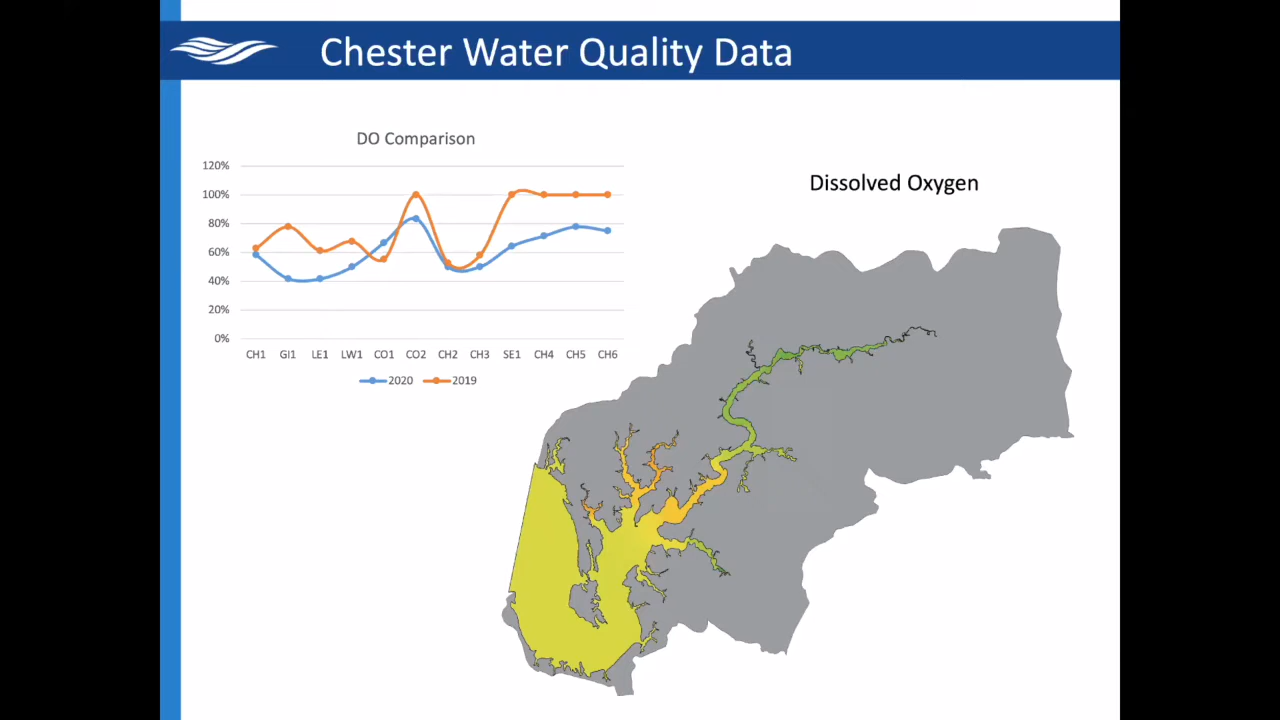 Chester Water Quality Data
DO Comparison
120%
100%
80%
60%
40%
20%
0%
CH1 GI1 LE1 LW1 CO1 CO2 CH2 CH3 SE1 CH4 CH5 CH6
2020 2019
Dissolved Oxygen